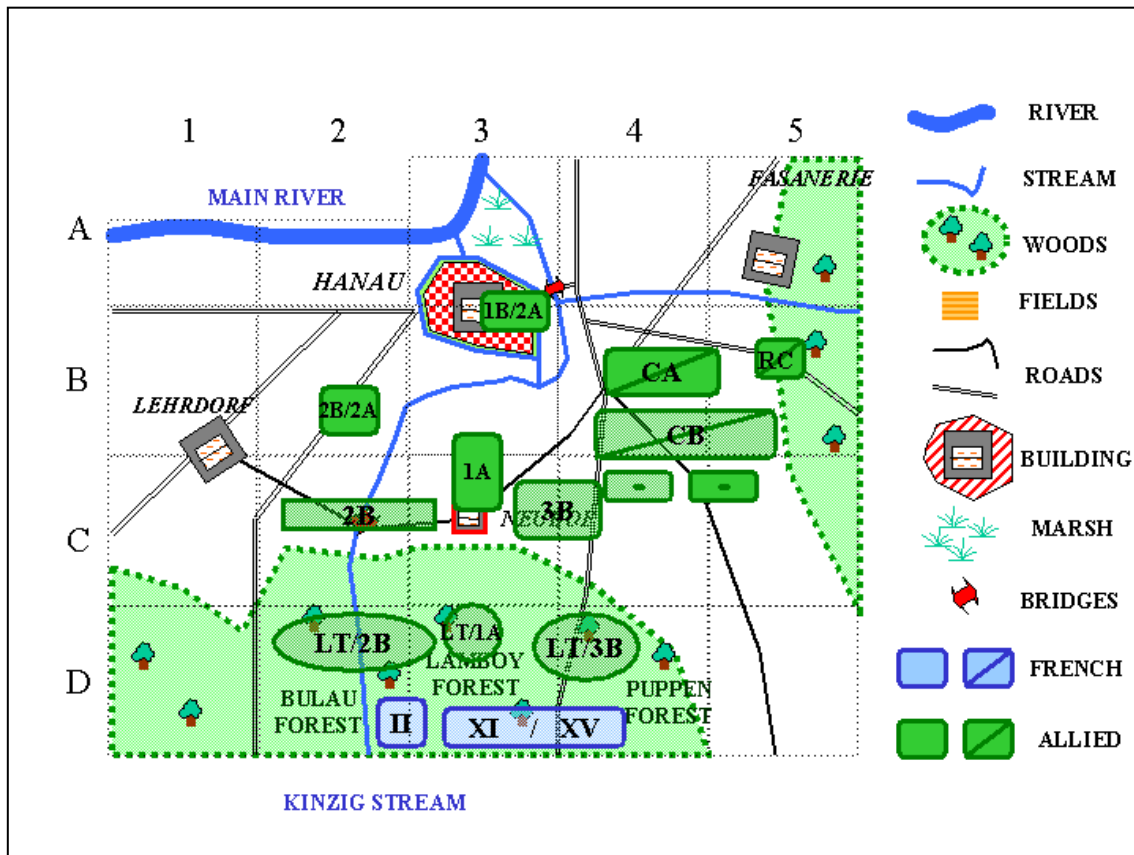 1 2 3 4 5
RIVER
FASANERIE
STREAM
MAIN RIVER
A
WOODS
HANAU
1B/2A
FIELDS
B
CA
RC
ROADS
LEHRDORF
2B/2A
CB
BUILDING
1A
2B
NEUHOF
3B
C
MARSH
BRIDGES
LT/2B
LT/1A
LT/3B
LAMBOY
FOREST
FRENCH
D
BULAU
FOREST
PUPPEN
FOREST
II
XI / XV
ALLIED
KINZIG STREAM